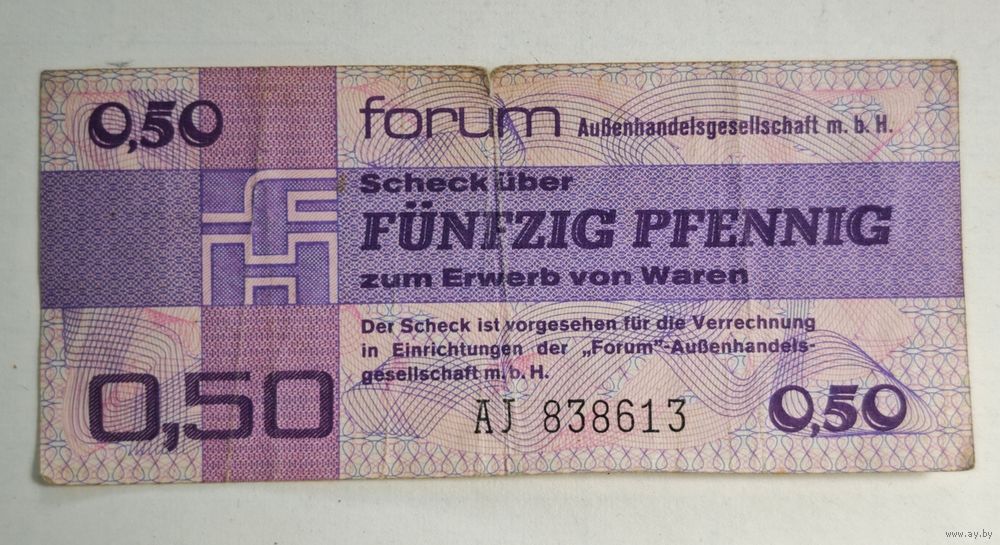 0,50
forum Außenhandelsgesellschaft m. b. H.
Scheck über
FÜNFZIG PFENNIG
zum Erwerb von Waren
Der Scheck ist vorgesehen für die Verrechnung
in Einrichtungen der „Forum”-Außenhandels-
gesellschaft m. b. H.
0,50
AJ 838613
0,50
www.ay.by